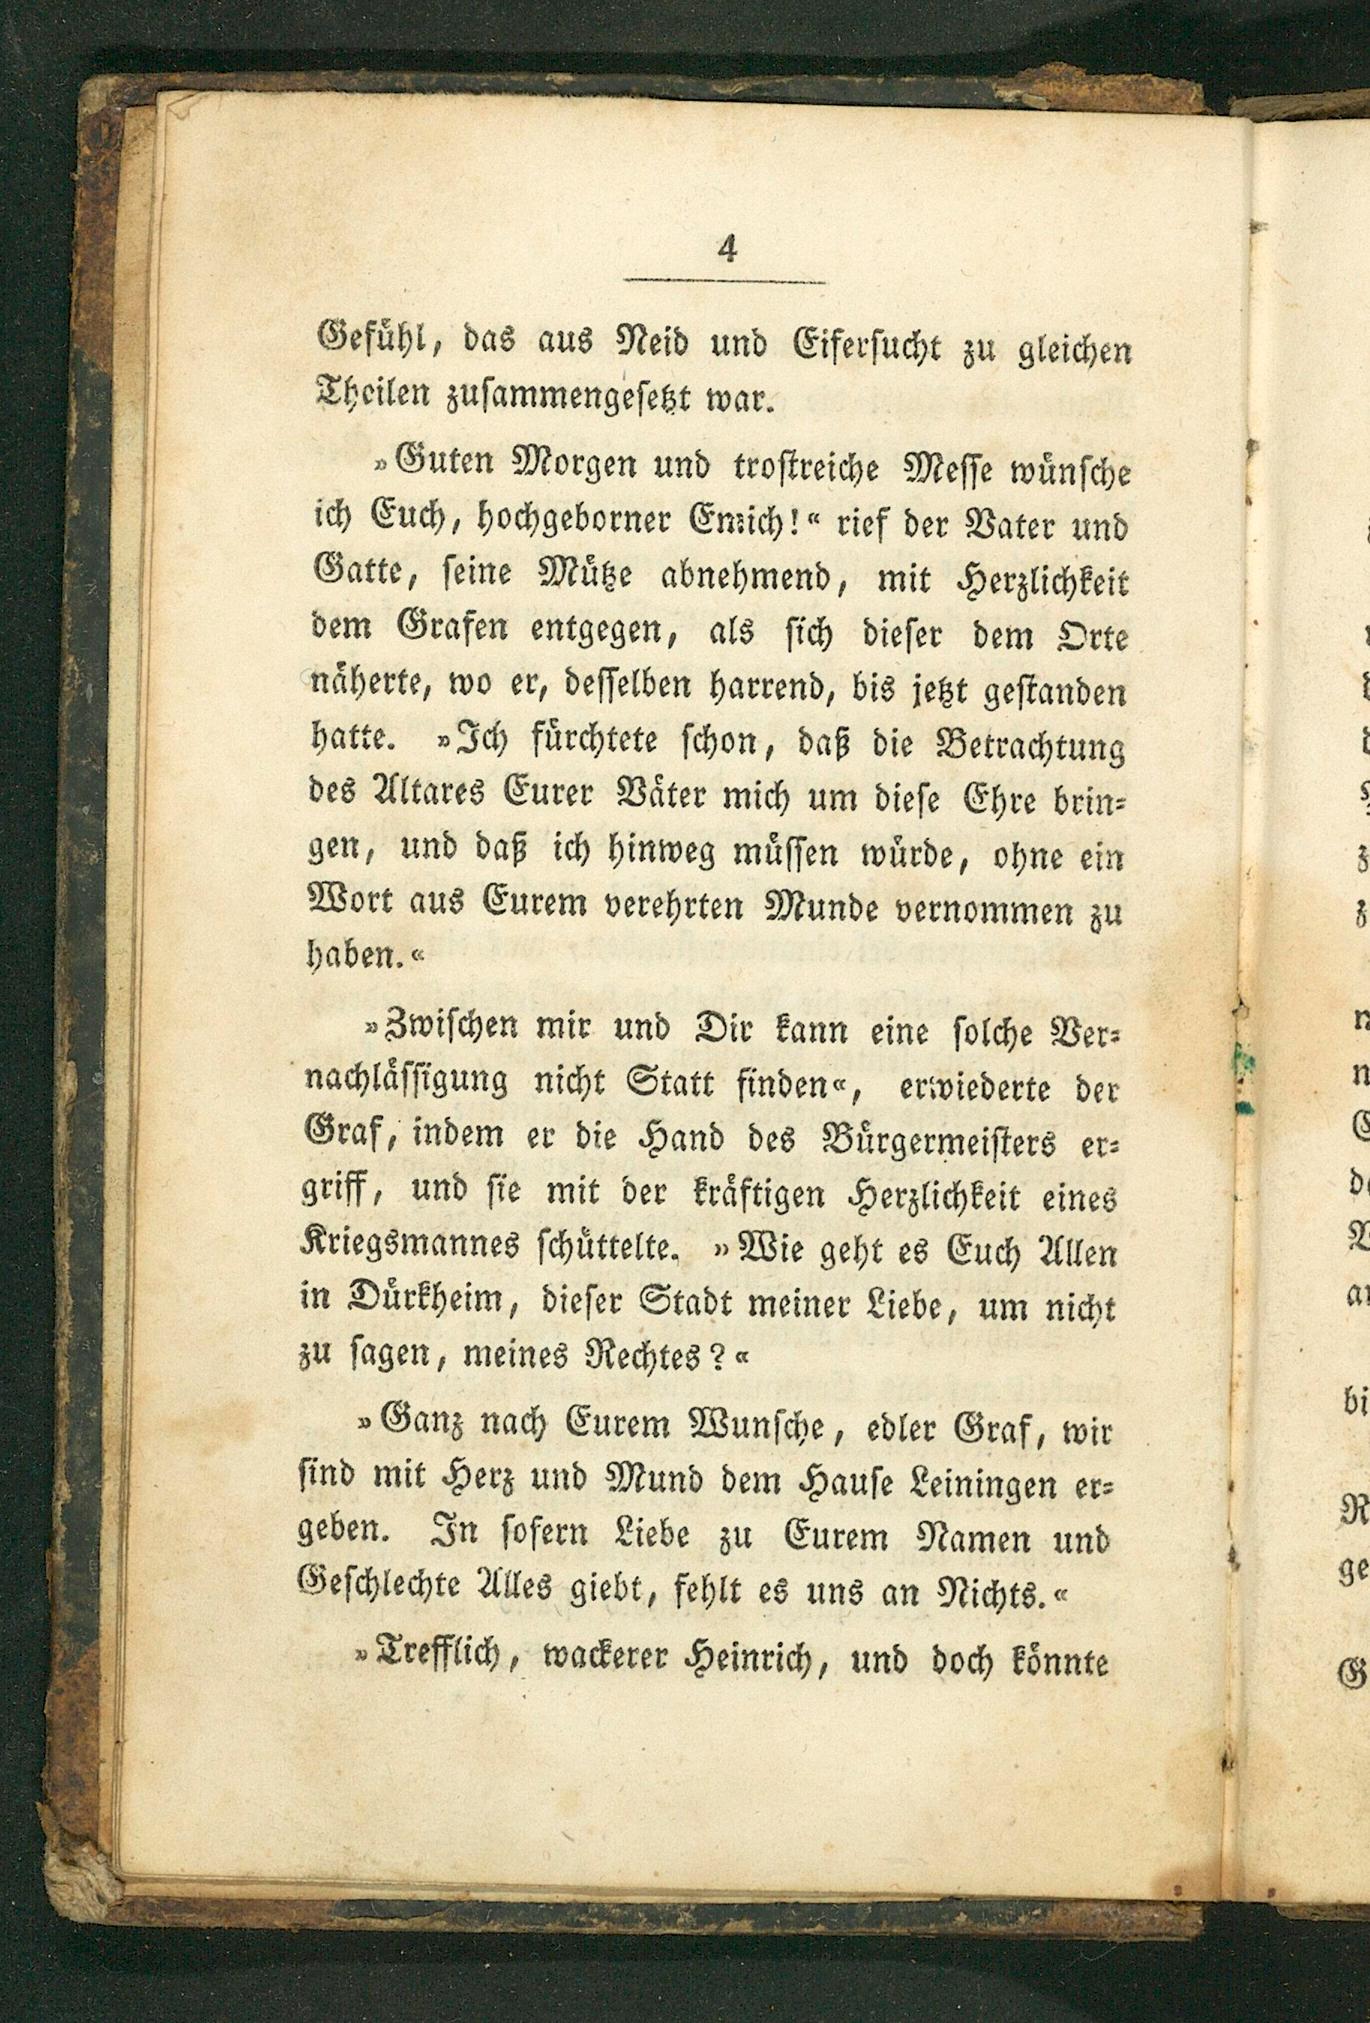 4
Gefühl, das aus Neid und Eifersucht zu gleichen
Theilen zusammengesetzt war.
»Guten Morgen und trostreiche Messe wünsche
ich Euch, hochgeborner Emich!« rief der Vater und
Gatte, seine Mütze abnehmend, mit Herzlichkeit
dem Grafen entgegen, als sich dieser dem Orte
näherte, wo er, desselben harrend, bis jetzt gestanden
hatte. »Ich fürchtete schon, daß die Betrachtung
des Altares Eurer Väter mich um diese Ehre brin=
gen, und daß ich hinweg müssen würde, ohne ein
Wort aus Eurem verehrten Munde vernommen zu
haben.«
»Zwischen mir und Dir kann eine solche Ver=
nachlässigung nicht Statt finden«, erwiederte der
Graf, indem er die Hand des Bürgermeisters er=
griff, und sie mit der kräftigen Herzlichkeit eines
Kriegsmannes schüttelte. »Wie geht es Euch Allen
in Dürkheim, dieser Stadt meiner Liebe, um nicht
zu sagen, meines Rechtes?«
»Ganz nach Eurem Wunsche, edler Graf, wir
sind mit Herz und Mund dem Hause Leiningen er=
geben. In sofern Liebe zu Eurem Namen und
Geschlechte Alles giebt, fehlt es uns an Nichts.«
»Trefflich, wackerer Heinrich, und doch könnte